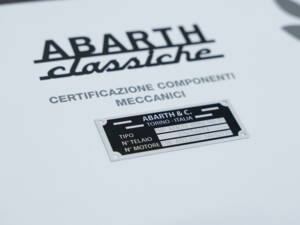 ABARTH
classiche
CERTIFICAZIONE COMPONENTI
MECCANICI
ABARTH & C.
TORINO - ITALIA
TIPO
N° TELAIO
N° MOTORE